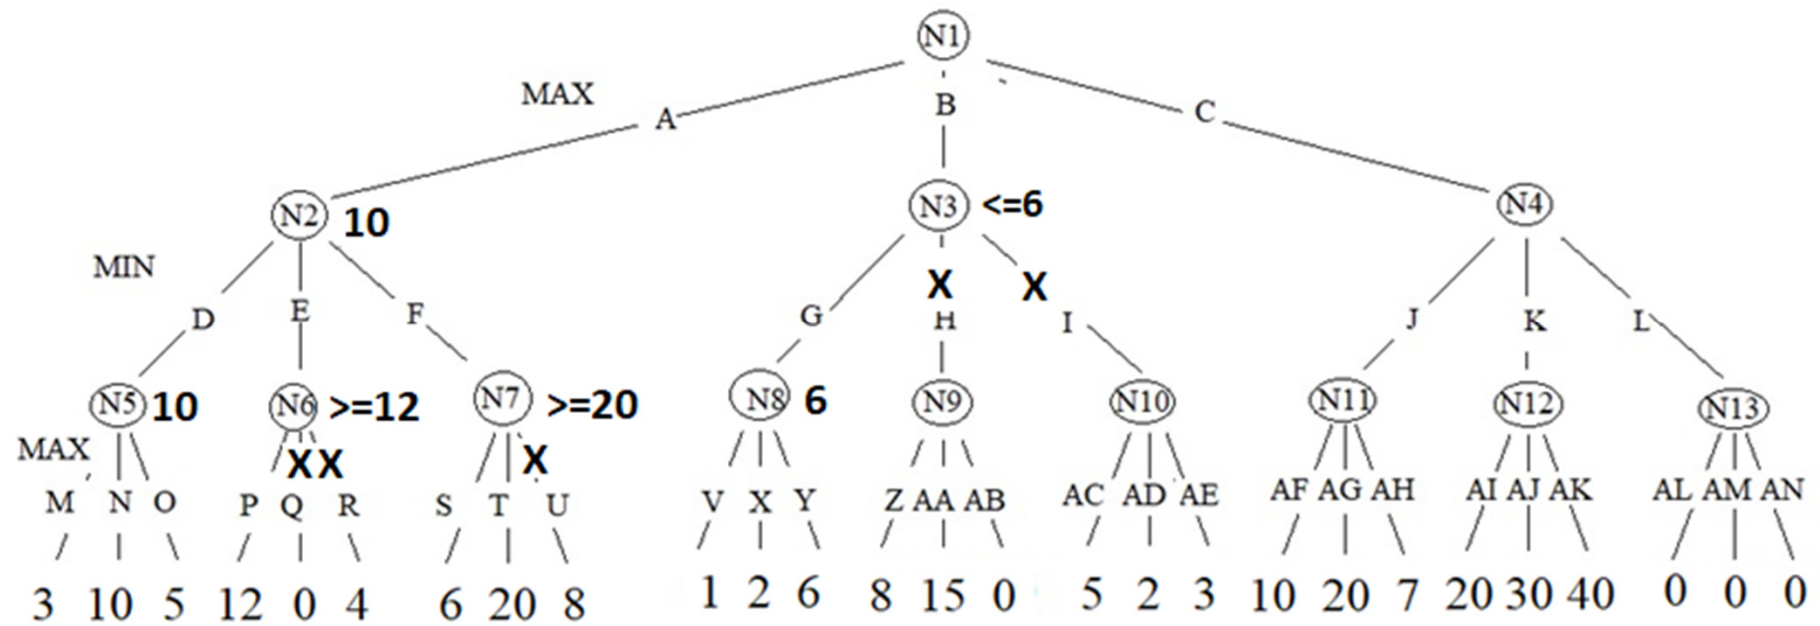 N1
MAX A B C
N2 10 N3 <=6 N4
MIN X X
D E F G H I J K L
N5 10 N6 >=12 N7 >=20 N8 6 N9 N10 N11 N12 N13
MAX X X X
M N O P Q R S T U V X Y Z AA AB AC AD AE AF AG AH AI AJ AK AL AM AN
3 10 5 12 0 4 6 20 8 1 2 6 8 15 0 5 2 3 10 20 7 20 30 40 0 0 0